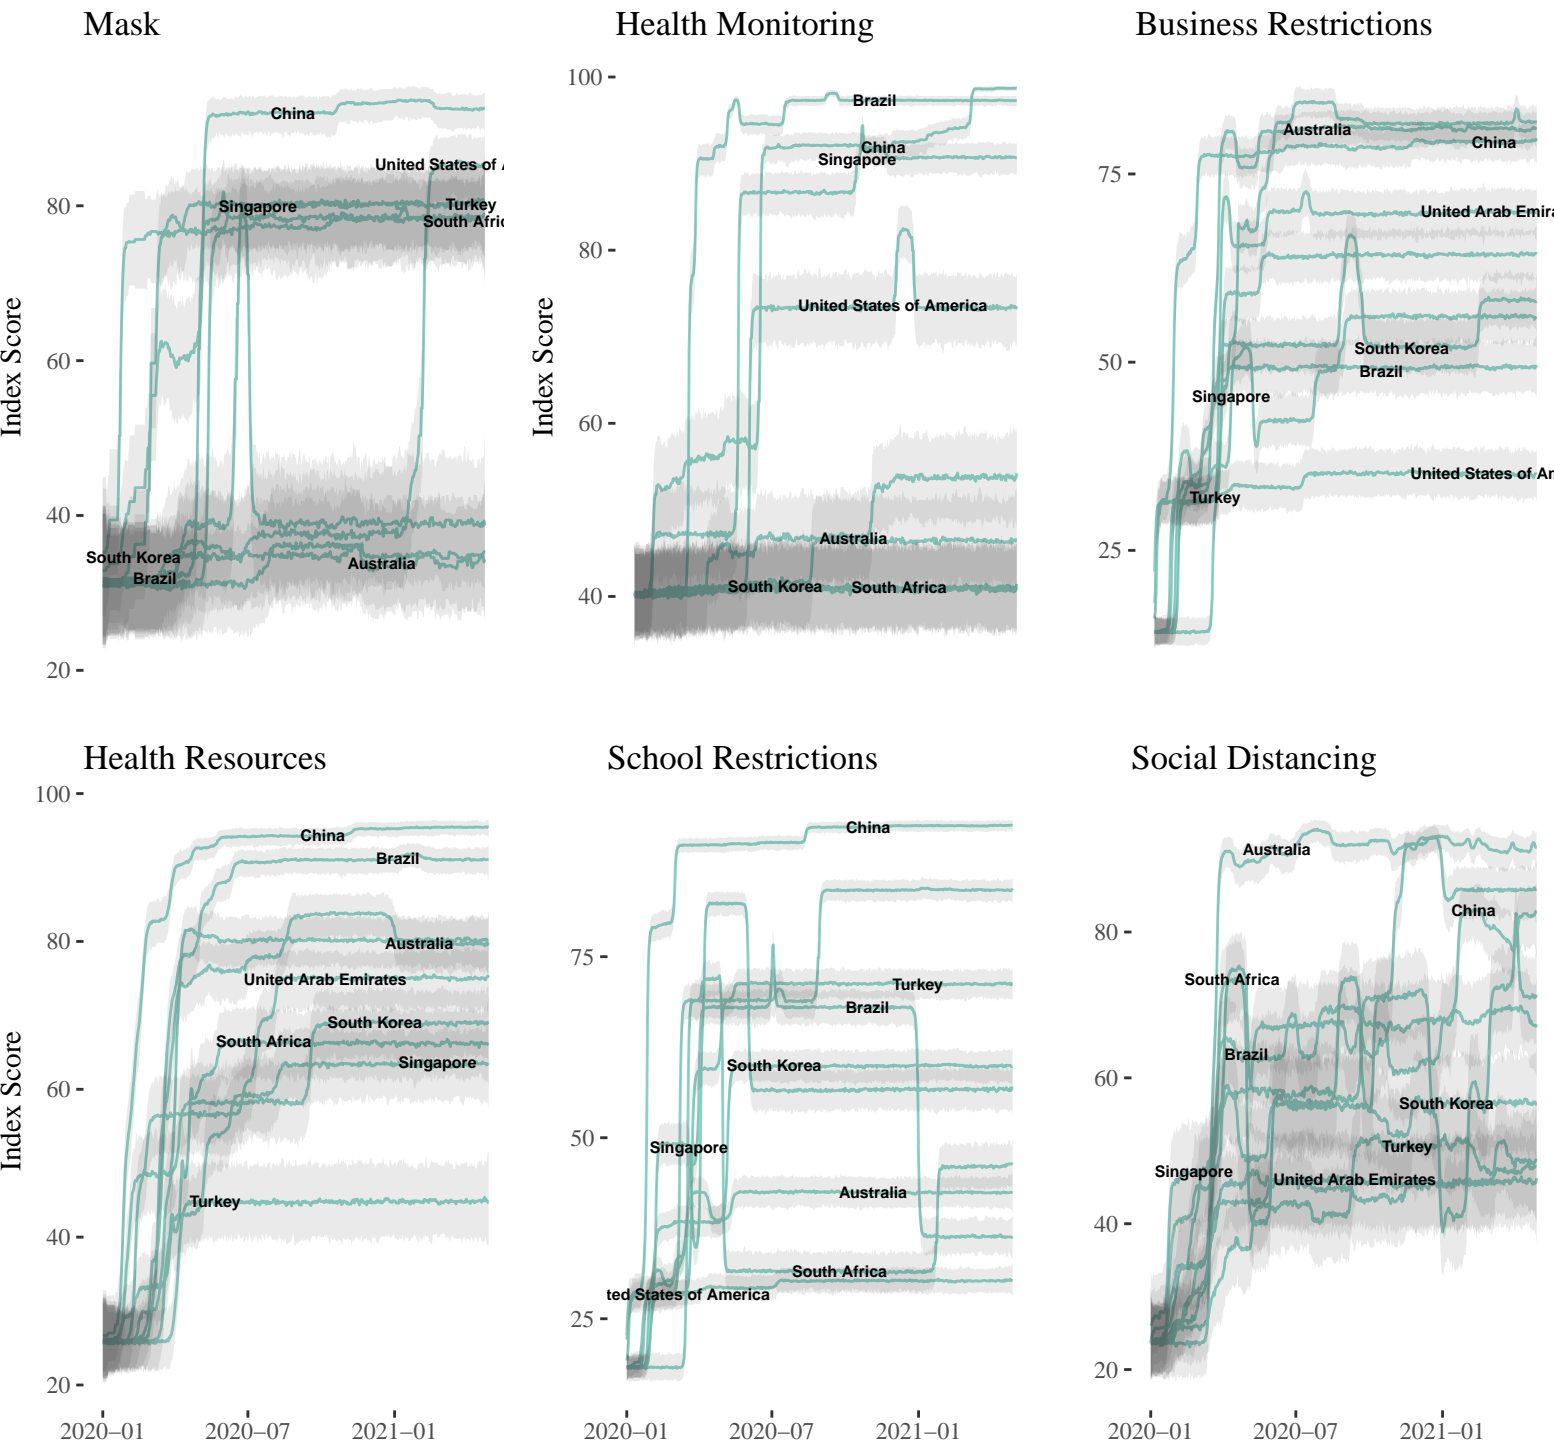 Mask
Health Monitoring
Business Restrictions
Index Score
80
60
40
20
China
United States of
Singapore
Turkey
South Afric
South Korea
Brazil
Australia
Index Score
100
80
60
40
Brazil
China
Singapore
United States of America
Australia
South Korea
South Africa
75
50
25
Australia
China
United Arab Emira
South Korea
Brazil
Singapore
United States of An
Turkey
Health Resources
School Restrictions
Social Distancing
Index Score
100
80
60
40
20
China
Brazil
Australia
United Arab Emirates
South Korea
South Africa
Singapore
Turkey
2020–01
2020–07
2021–01
75
50
25
China
Turkey
Brazil
South Korea
Singapore
Australia
South Africa
ted States of America
2020–01
2020–07
2021–01
80
60
40
20
Australia
China
South Africa
Brazil
South Korea
Turkey
Singapore
United Arab Emirates
2020–01
2020–07
2021–01